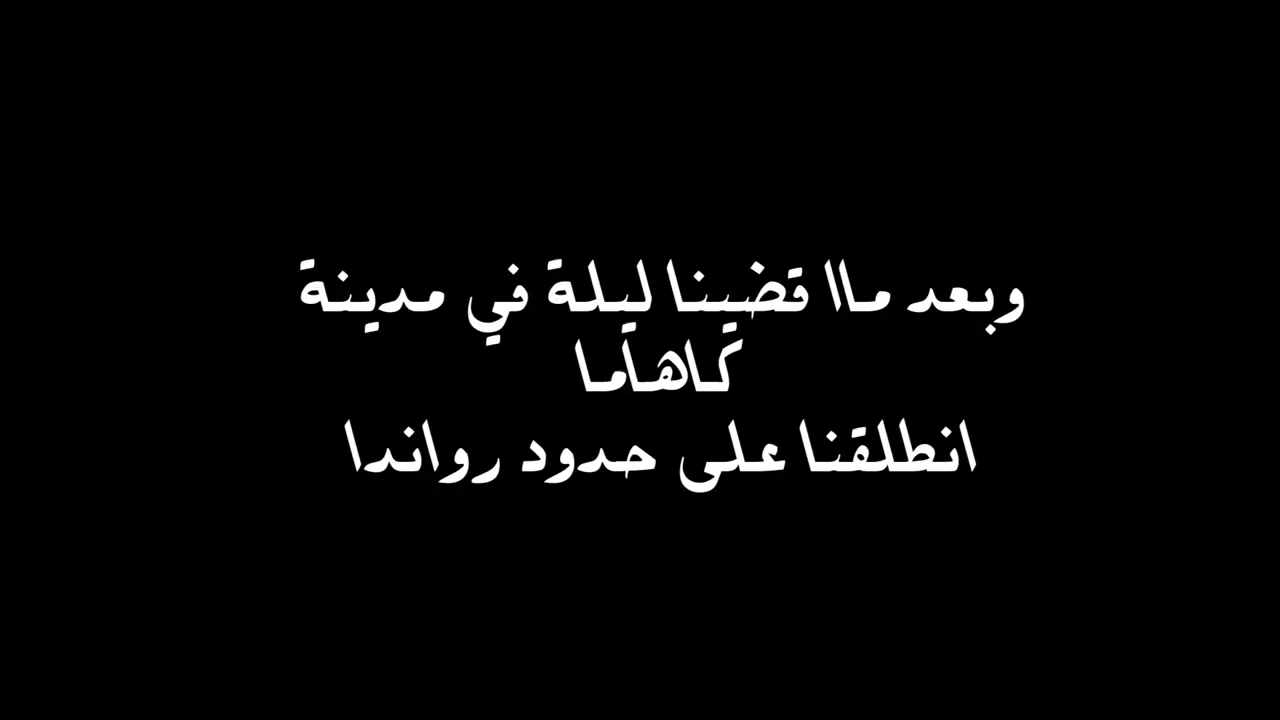 وبعد ماا قضينا ليلة في مدينة
كاهاما
انطلقنا على حدود رواندا